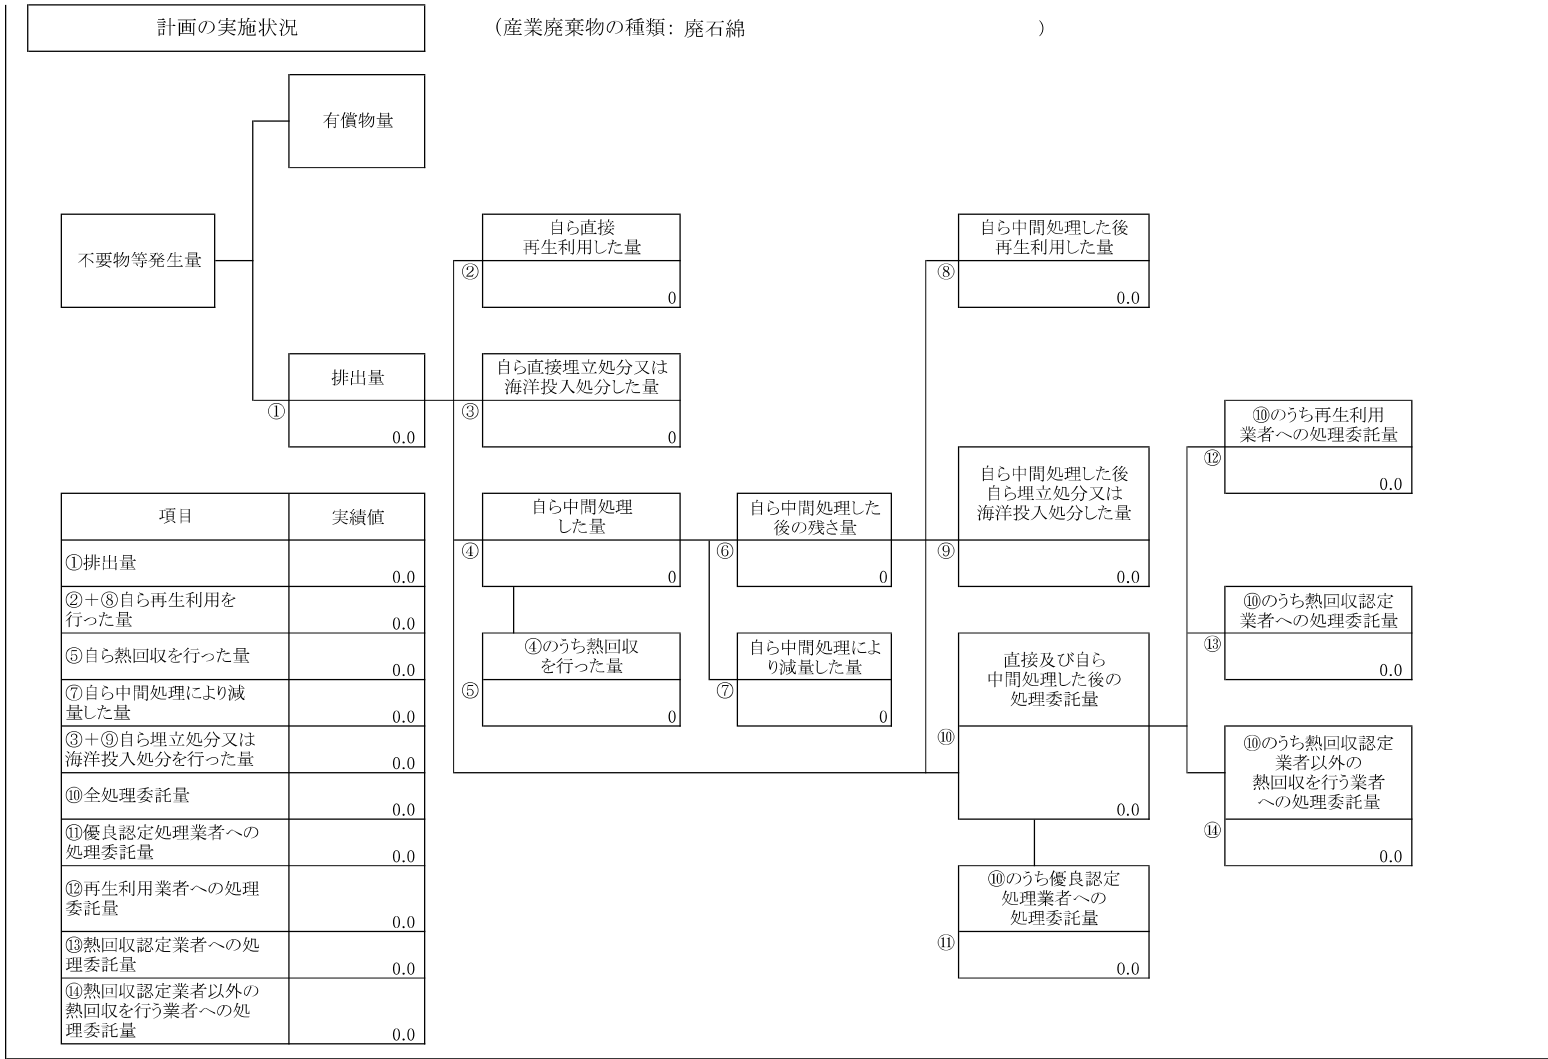 計画の実施状況
(産業廃棄物の種類: 廃石綿 )
有償物量
不要物等発生量
自ら直接
再生利用した量
②
0
自ら中間処理した後
再生利用した量
⑧
0.0
排出量
①
0.0
自ら直接埋立処分又は
海洋投入処分した量
③
0
⑩のうち再生利用
業者への処理委託量
⑫
0.0
自ら中間処理
した量
④
0
自ら中間処理した
後の残さ量
⑥
0
自ら中間処理した後
自ら埋立処分又は
海洋投入処分した量
⑨
0.0
⑩のうち熱回収認定
業者への処理委託量
⑬
0.0
④のうち熱回収
を行った量
⑤
0
自ら中間処理によ
り減量した量
⑦
0
直接及び自ら
中間処理した後の
処理委託量
⑩
0.0
⑩のうち熱回収認定
業者以外の
熱回収を行う業者
への処理委託量
⑭
0.0
⑩のうち優良認定
処理業者への
処理委託量
⑪
0.0
項目 実績値
①排出量
0.0
②+⑧自ら再生利用を
行った量
0.0
⑤自ら熱回収を行った量
0.0
⑦自ら中間処理により減
量した量
0.0
③+⑨自ら埋立処分又は
海洋投入処分を行った量
0.0
⑩全処理委託量
0.0
⑪優良認定処理業者への
処理委託量
0.0
⑫再生利用業者への処理
委託量
0.0
⑬熱回収認定業者への処
理委託量
0.0
⑭熱回収認定業者以外の
熱回収を行う業者への処
理委託量
0.0